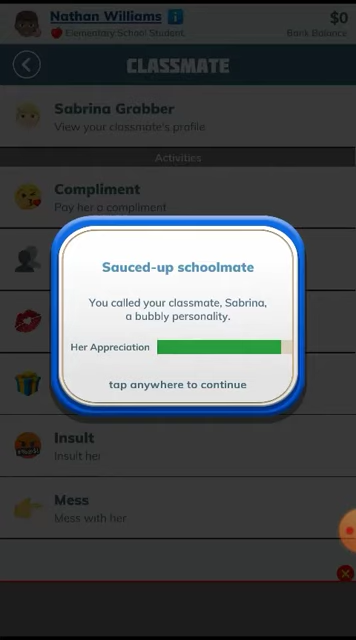 Nathan Williams
$0
Elementary School Student
Bank Balance
CLASSMATE
Sabrina Grabber
View your classmate's profile
Activities
Compliment
Pay her a compliment
Sauced-up schoolmate
You called your classmate, Sabrina,
a bubbly personality.
Her Appreciation
tap anywhere to continue
Insult
Insult her
Mess
Mess with her